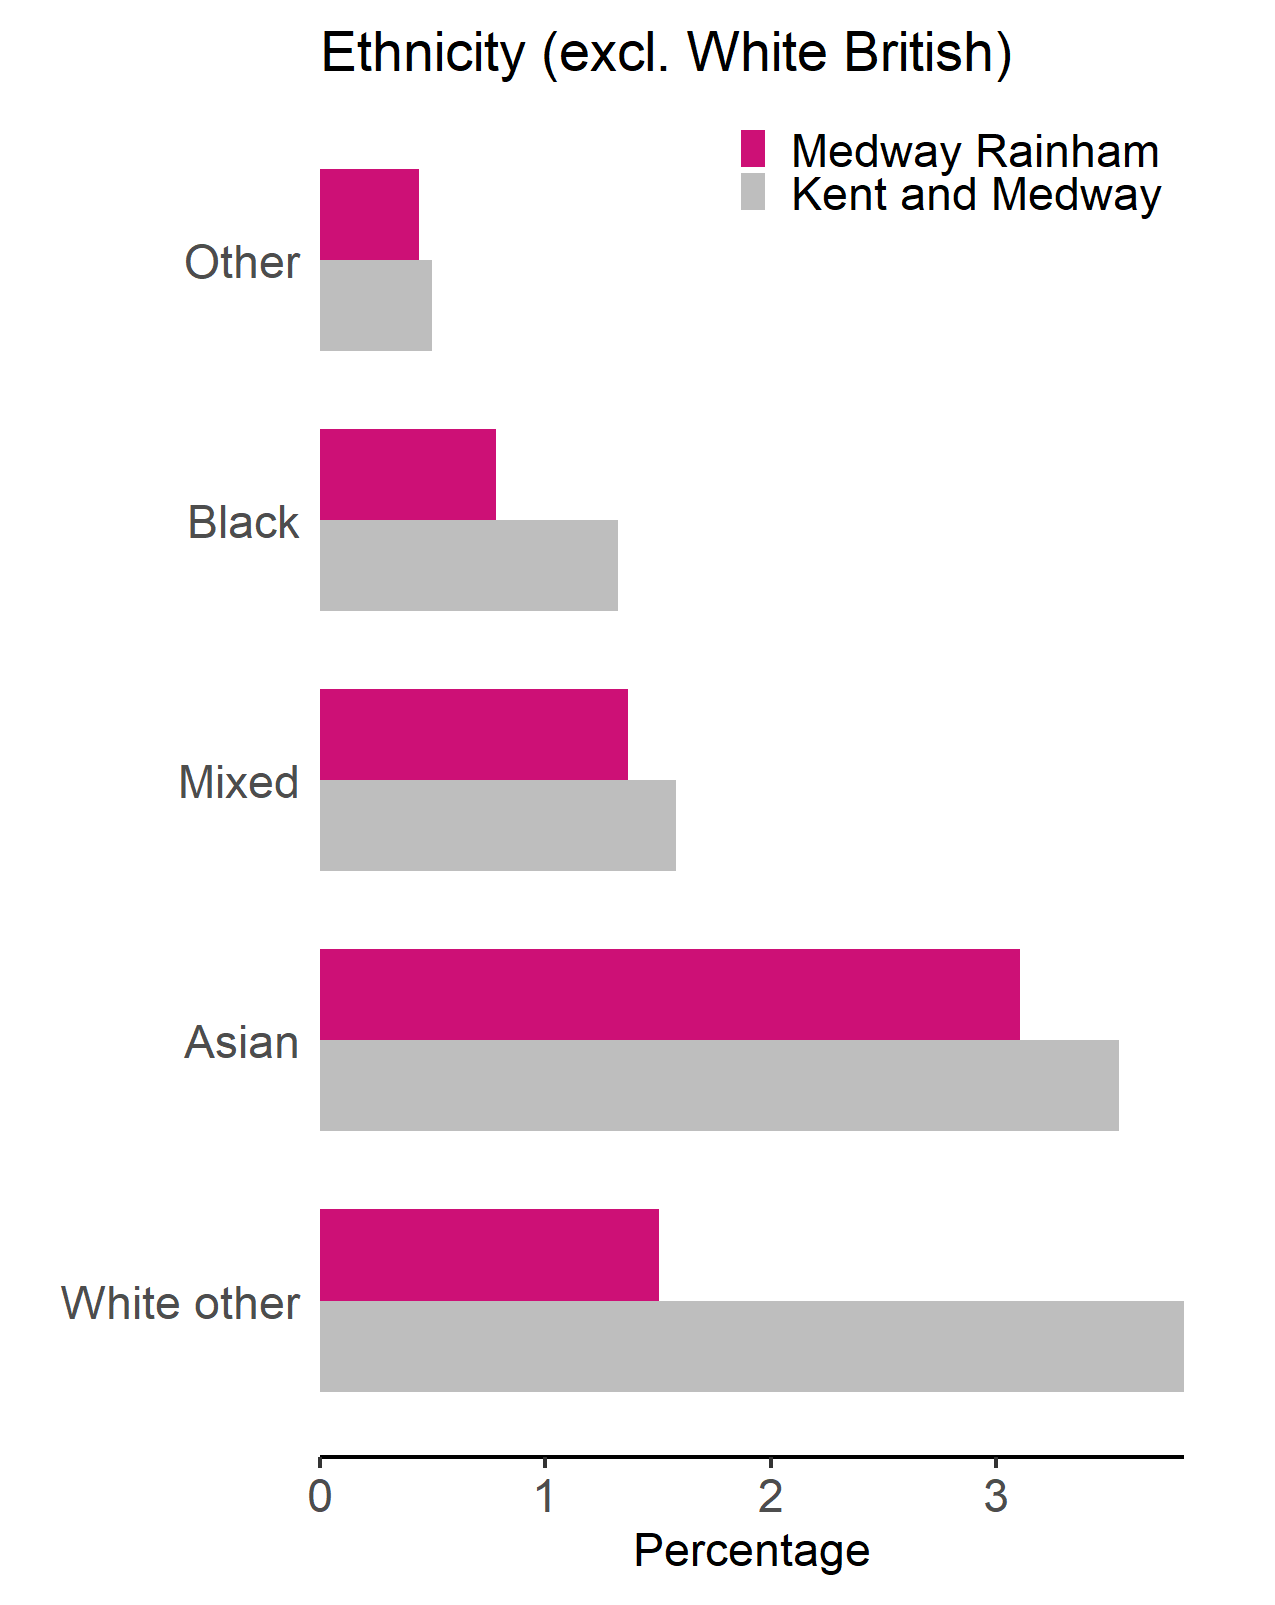 Ethnicity (excl. White British)
Medway Rainham
Kent and Medway
Other
Black
Mixed
Asian
White other
0 1 2 3
Percentage